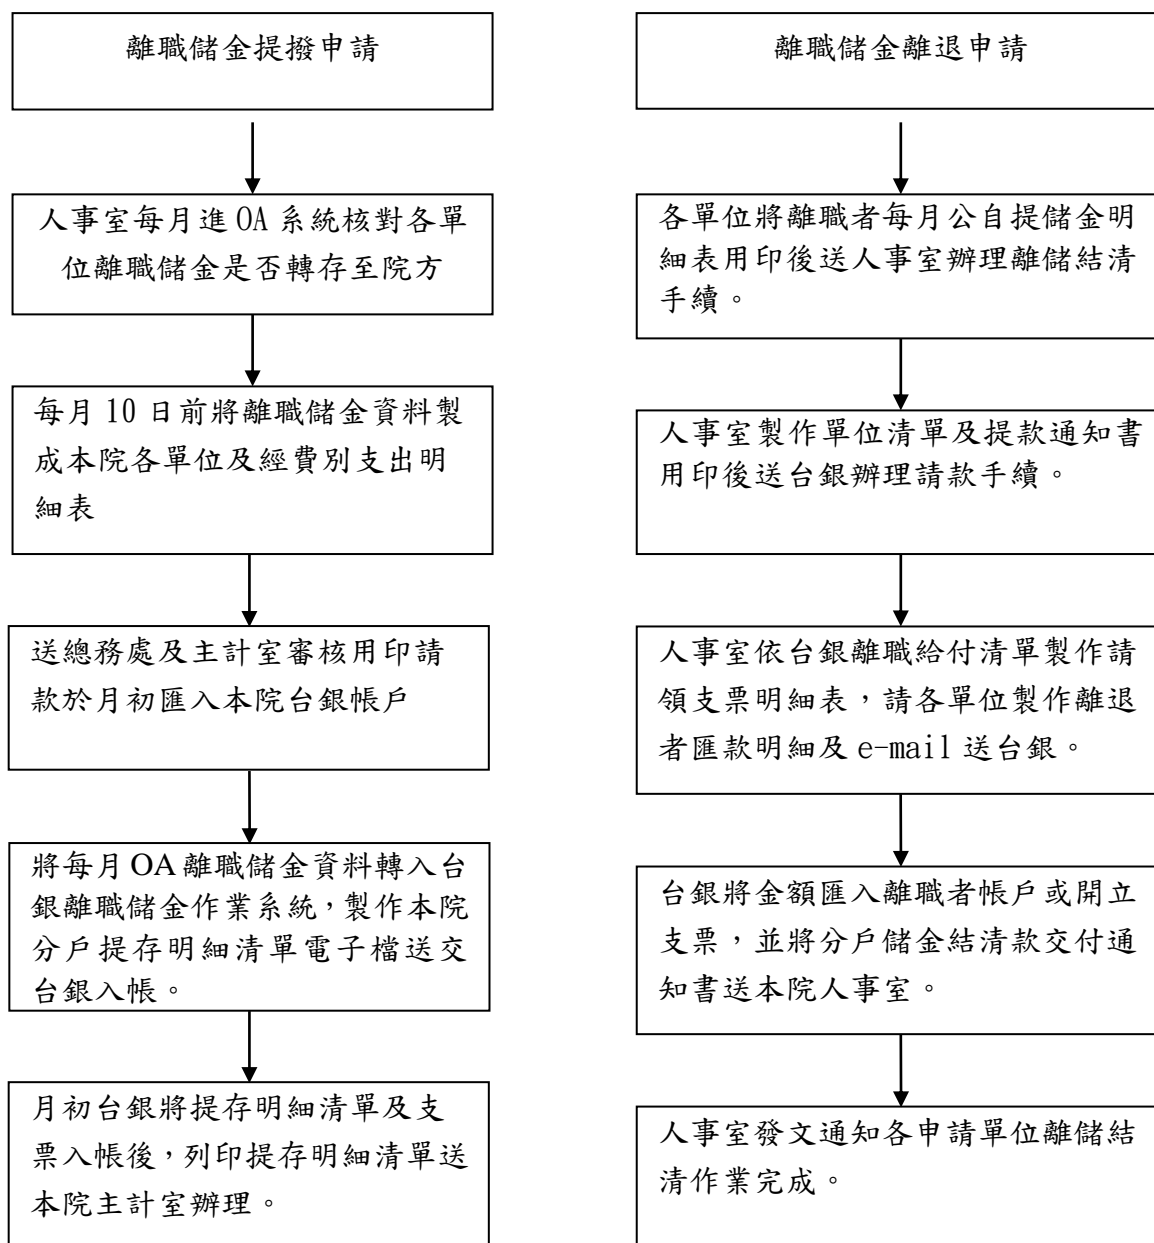 離職儲金提撥申請
人事室每月進 OA 系統核對各單
位離職儲金是否轉存至院方
每月 10 日前將離職儲金資料製
成本院各單位及經費別支出明
細表
送總務處及主計室審核用印請
款於月初匯入本院台銀帳戶
將每月 OA 離職儲金資料轉入台
銀離職儲金作業系統，製作本院
分戶提存明細清單電子檔送交
台銀入帳。
月初台銀將提存明細清單及支
票入帳後，列印提存明細清單送
本院主計室辦理。
離職儲金離退申請
各單位將離職者每月公自提儲金明
細表用印後送人事室辦理離儲結清
手續。
人事室製作單位清單及提款通知書
用印後送台銀辦理請款手續。
人事室依台銀離職給付清單製作請
領支票明細表，請各單位製作離退
者匯款明細及 e-mail 送台銀。
台銀將金額匯入離職者帳戶或開立
支票，並將分戶儲金結清款交付通
知書送本院人事室。
人事室發文通知各申請單位離儲結
清作業完成。